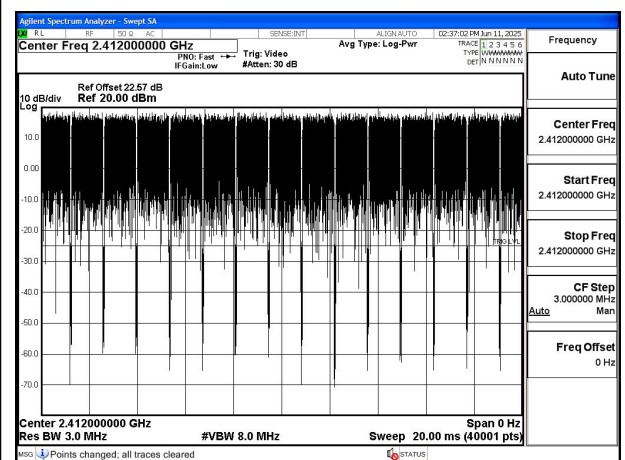 Agilent Spectrum Analyzer - Swept SA
RL RF 50 Ω AC SENSE:INT ALIGN AUTO 02:37:02 PM Jun 11, 2025
Center Freq 2.412000000 GHz
PNO: Fast
IFGain:Low
Trig: Video
#Atten: 30 dB
Avg Type: Log-Pwr
TRACE 1 2 3 4 5 6
TYPE
DET N N N N N N
Ref Offset 22.57 dB
10 dB/div Ref 20.00 dBm
Log
10.0
0.00
-10.0
-20.0
TRIG LVL
-30.0
-40.0
-50.0
-60.0
-70.0
Center 2.412000000 GHz Span 0 Hz
Res BW 3.0 MHz #VBW 8.0 MHz Sweep 20.00 ms (40001 pts)
MSG Points changed; all traces cleared STATUS
Frequency
Auto Tune
Center Freq
2.412000000 GHz
Start Freq
2.412000000 GHz
Stop Freq
2.412000000 GHz
CF Step
3.000000 MHz
Auto Man
Freq Offset
0 Hz